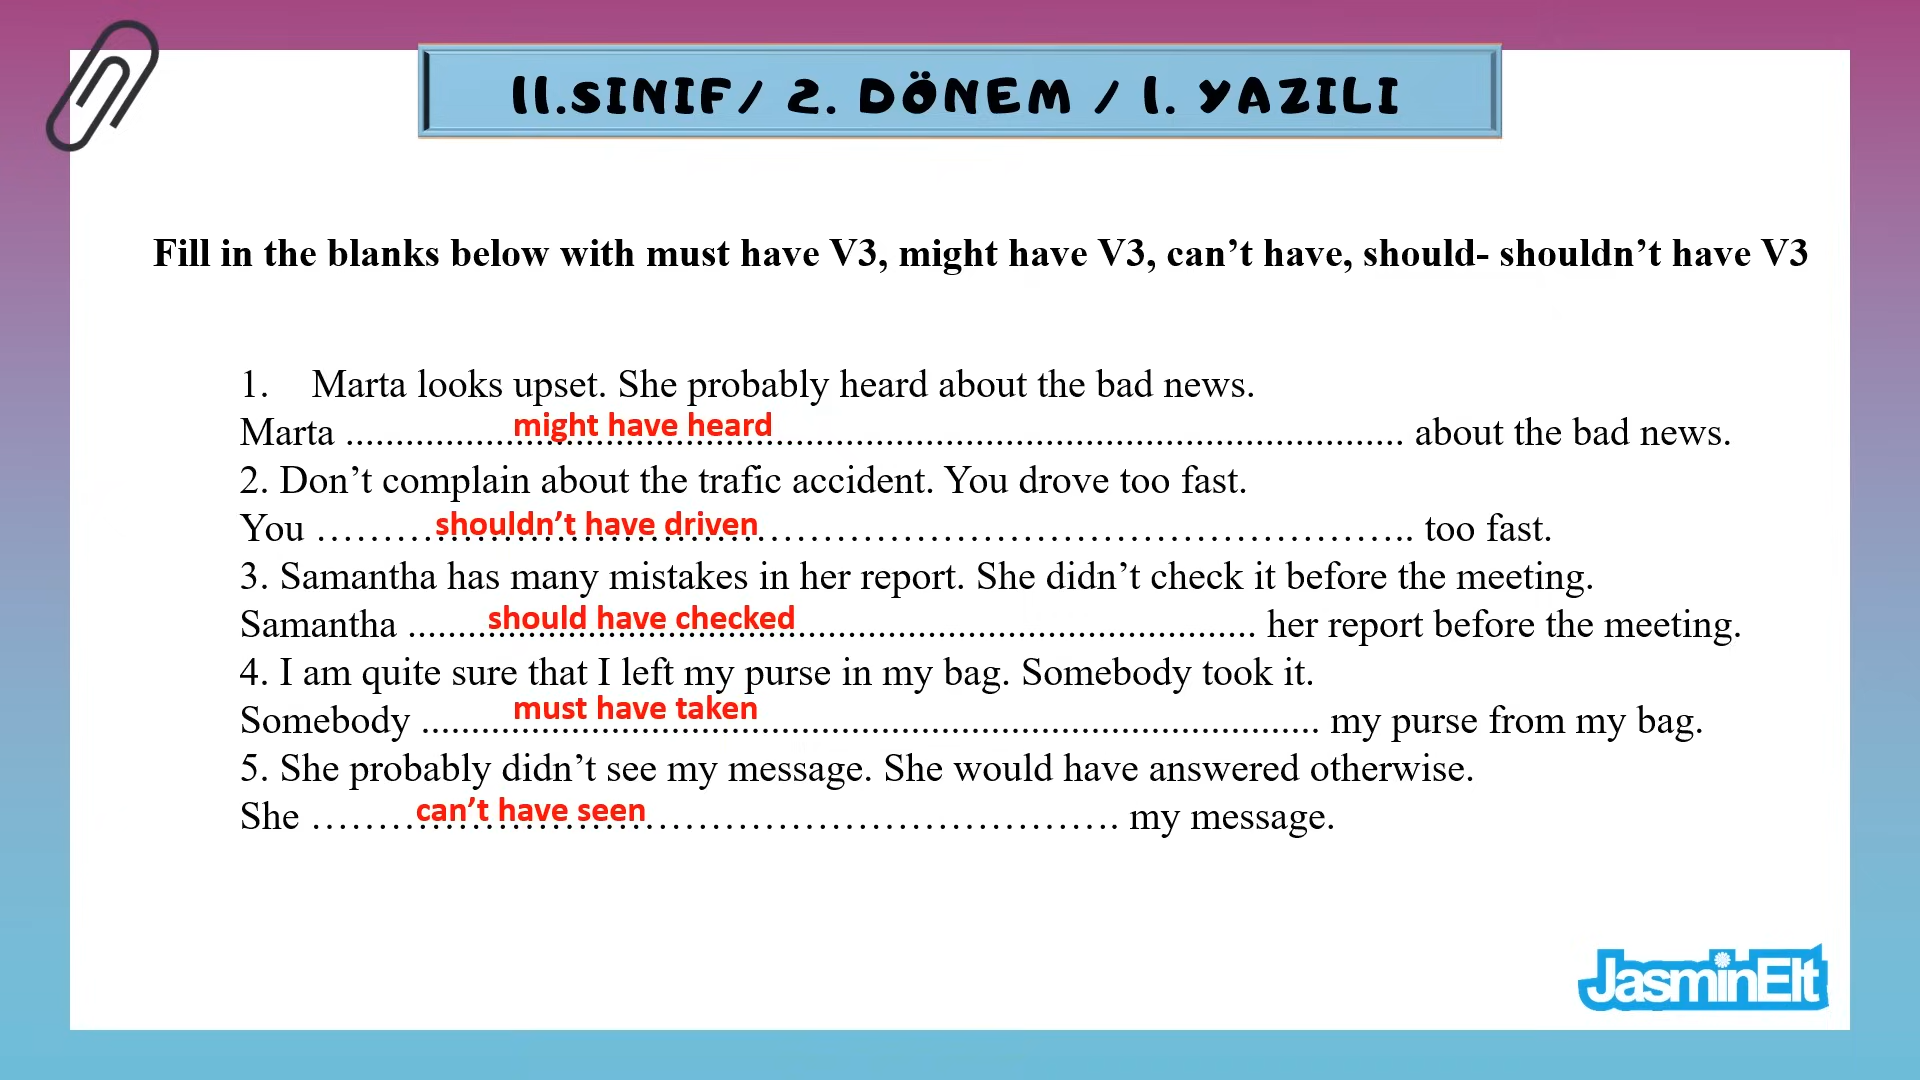 11.SINIF/ 2. DÖNEM / 1. YAZILI
Fill in the blanks below with must have V3, might have V3, can’t have, should- shouldn’t have V3
1. Marta looks upset. She probably heard about the bad news.
Marta ................ might have heard ................ about the bad news.
2. Don’t complain about the trafic accident. You drove too fast.
You ……… shouldn’t have driven ……… too fast.
3. Samantha has many mistakes in her report. She didn’t check it before the meeting.
Samantha ........ should have checked ........ her report before the meeting.
4. I am quite sure that I left my purse in my bag. Somebody took it.
Somebody ......... must have taken ......... my purse from my bag.
5. She probably didn’t see my message. She would have answered otherwise.
She ……… can’t have seen ……… my message.
JasminElt